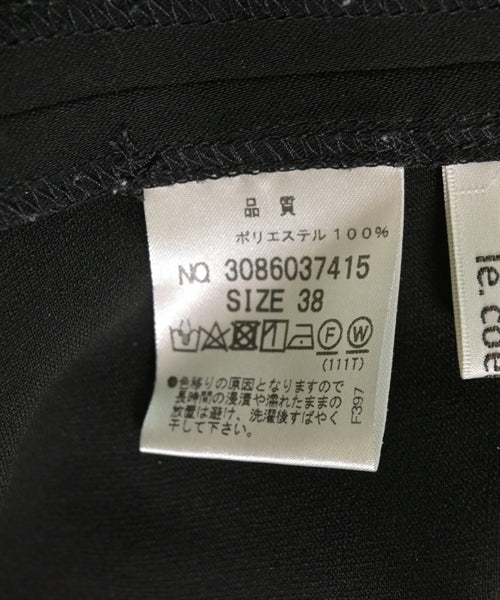 品質
ポリエステル100%
NO. 3086037415
SIZE 38
F W
(111T)
●色移りの原因となりますので
長時間の浸漬や濡れたままの
放置は避け、洗濯後すばやく
干して下さい。
F397
le.coe